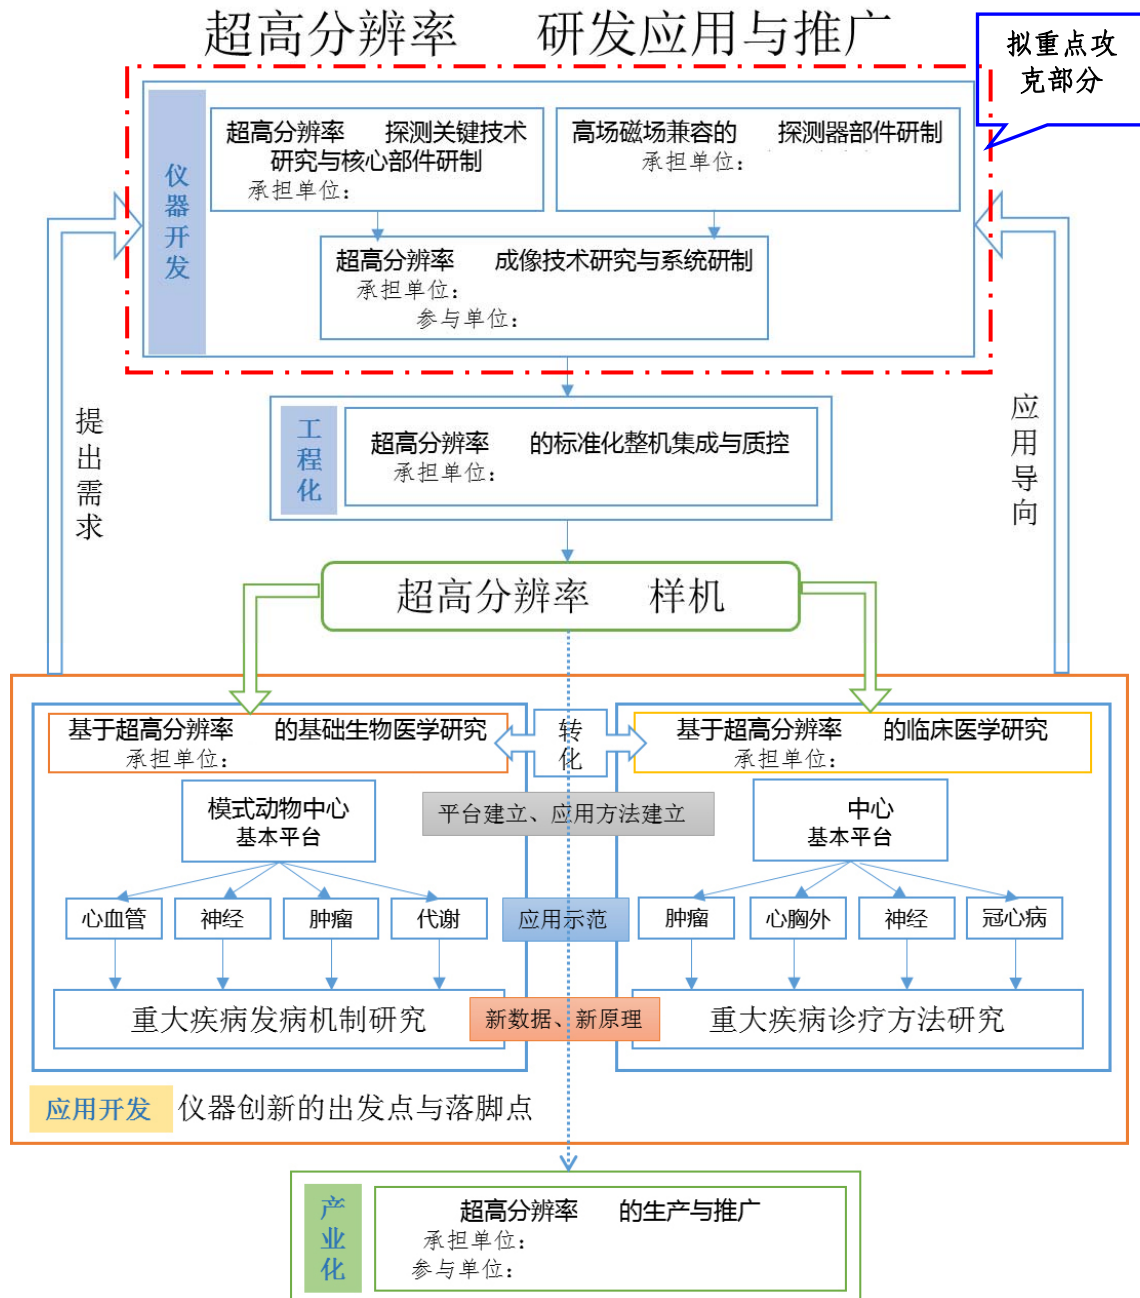 超高分辨率 研发应用与推广
拟重点攻
克部分
仪器开发
超高分辨率 探测关键技术
研究与核心部件研制
承担单位：
高场磁场兼容的 探测器部件研制
承担单位：
超高分辨率 成像技术研究与系统研制
承担单位：
参与单位：
提出需求
应用导向
工程化
超高分辨率 的标准化整机集成与质控
承担单位：
超高分辨率 样机
基于超高分辨率 的基础生物医学研究
承担单位：
转化
基于超高分辨率 的临床医学研究
承担单位：
模式动物中心
基本平台
平台建立、应用方法建立
中心
基本平台
心血管
神经
肿瘤
代谢
应用示范
肿瘤
心胸外
神经
冠心病
重大疾病发病机制研究
新数据、新原理
重大疾病诊疗方法研究
应用开发 仪器创新的出发点与落脚点
产业化
超高分辨率 的生产与推广
承担单位：
参与单位：